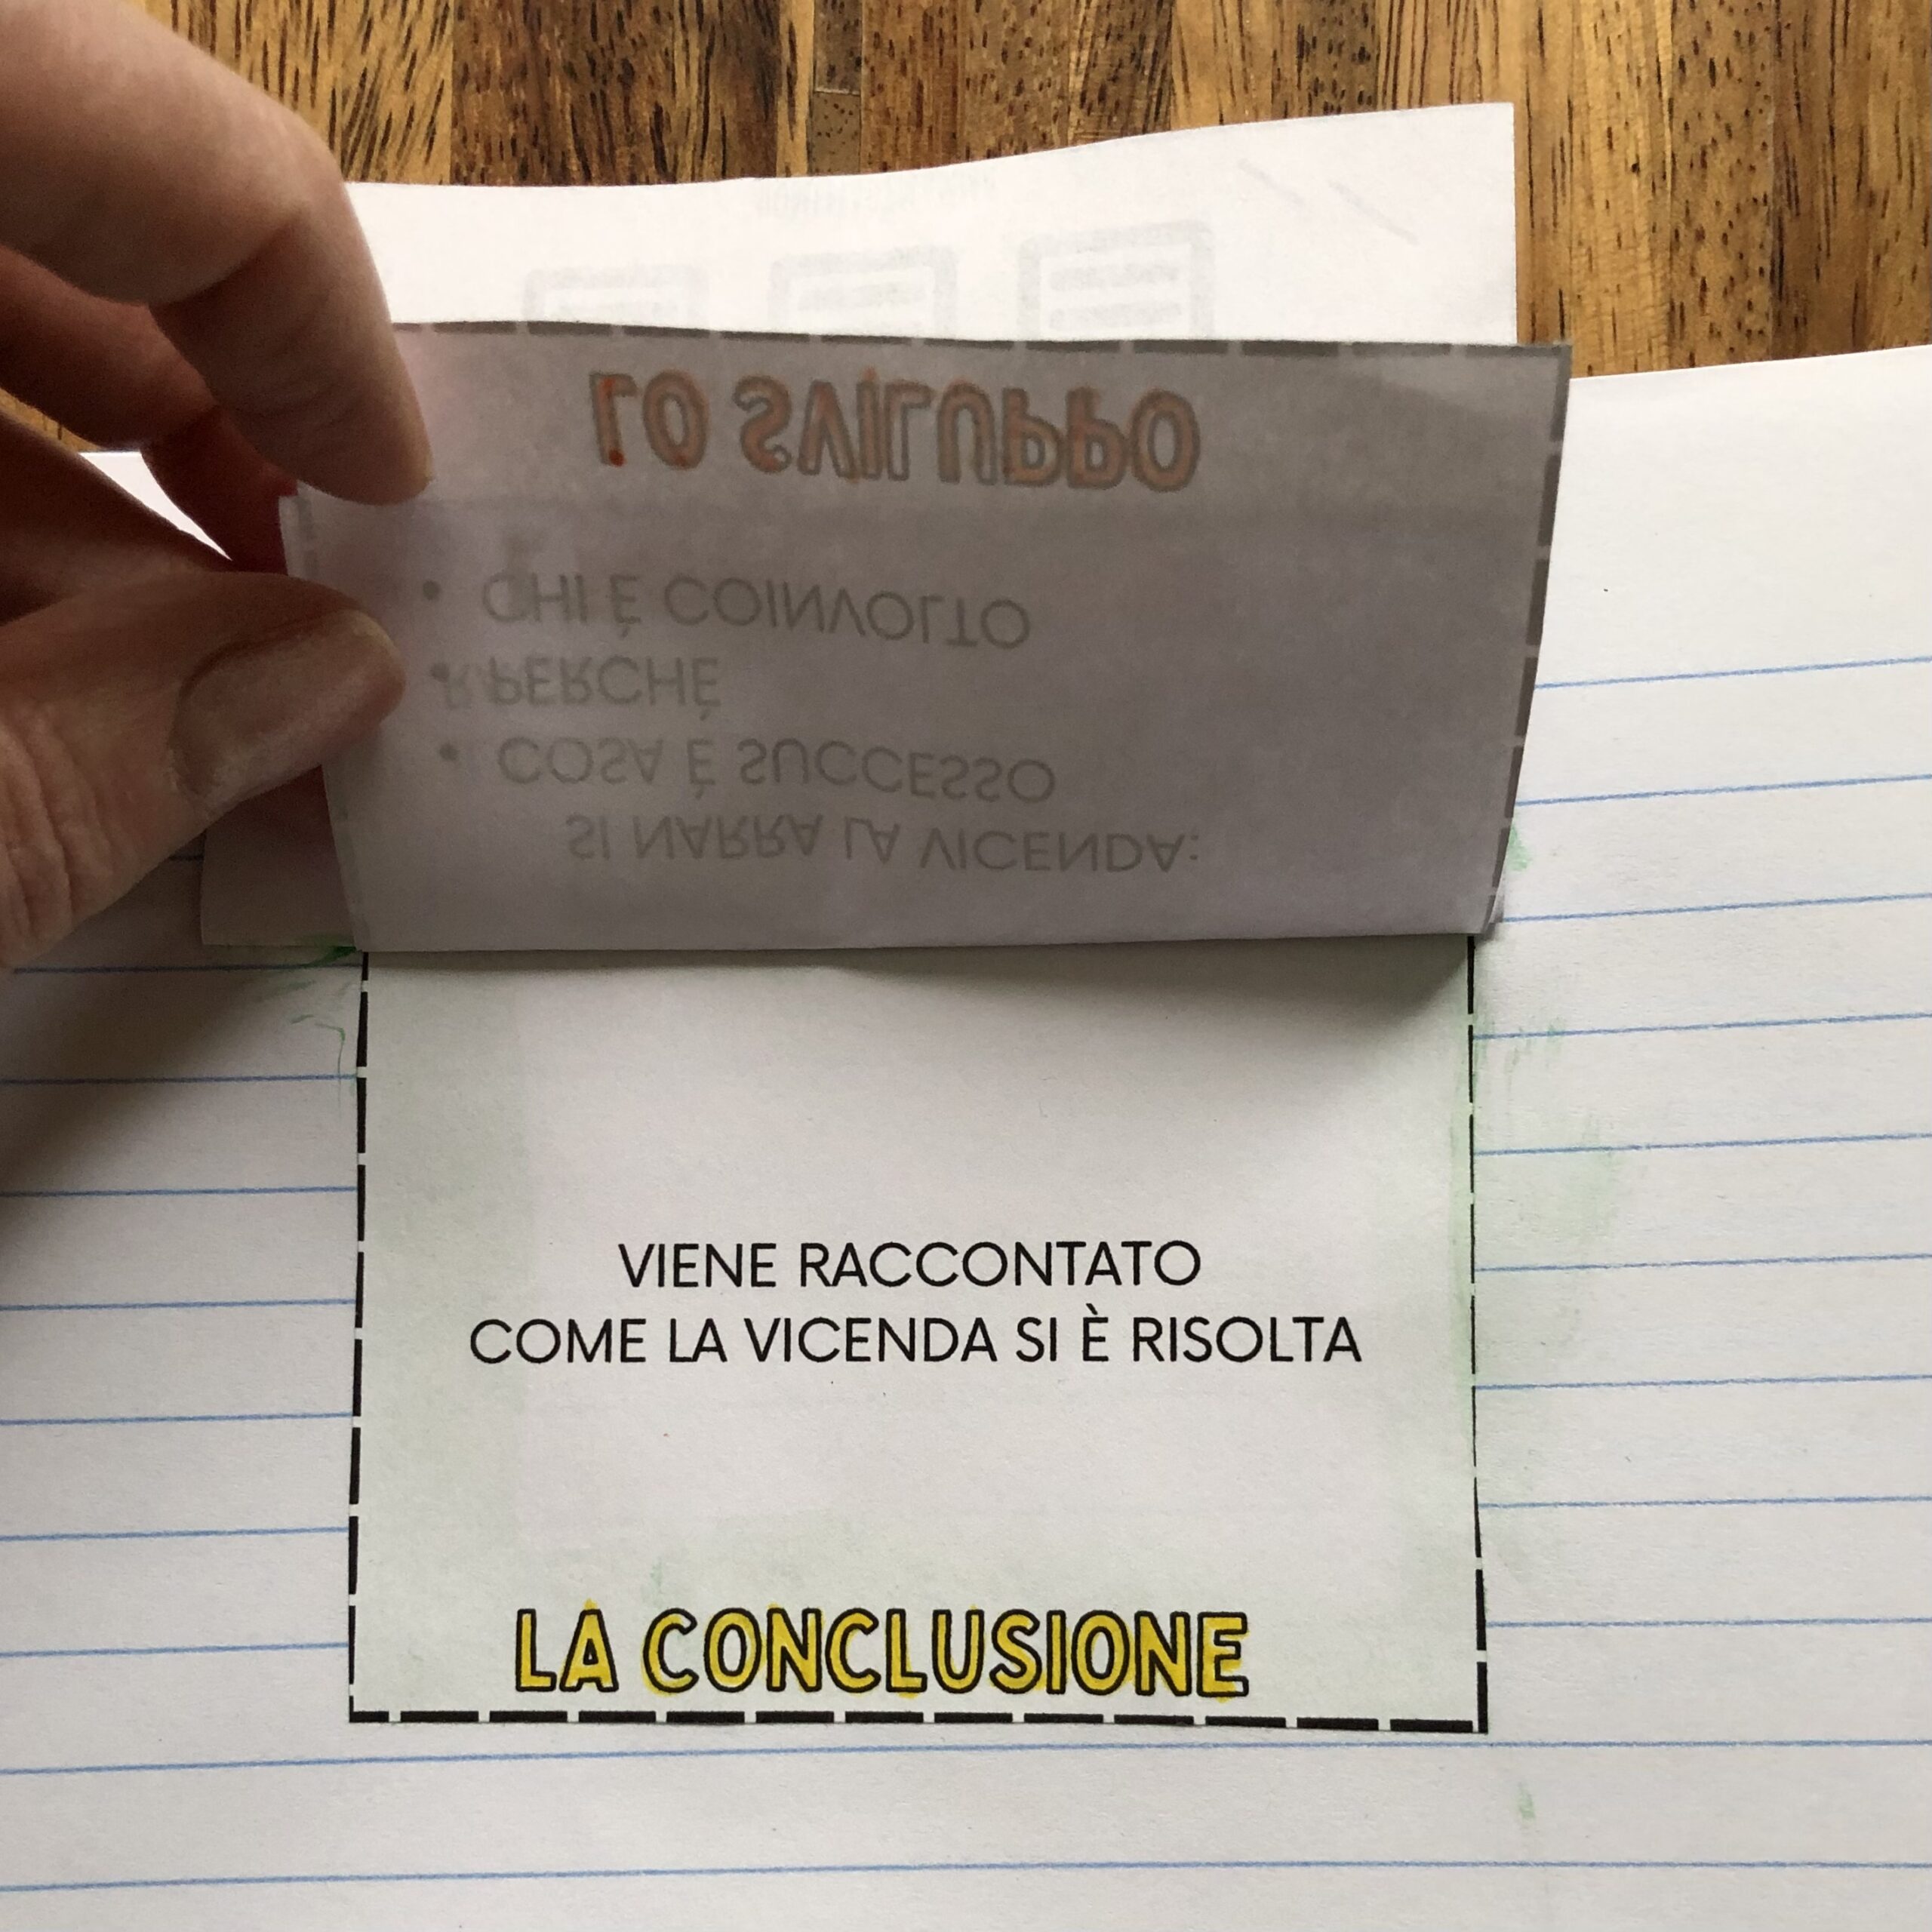 LO SVILUPPO
• CHI È COINVOLTO
• PERCHÉ
• COSA È SUCCESSO
SI NARRA LA VICENDA:
VIENE RACCONTATO
COME LA VICENDA SI È RISOLTA
LA CONCLUSIONE